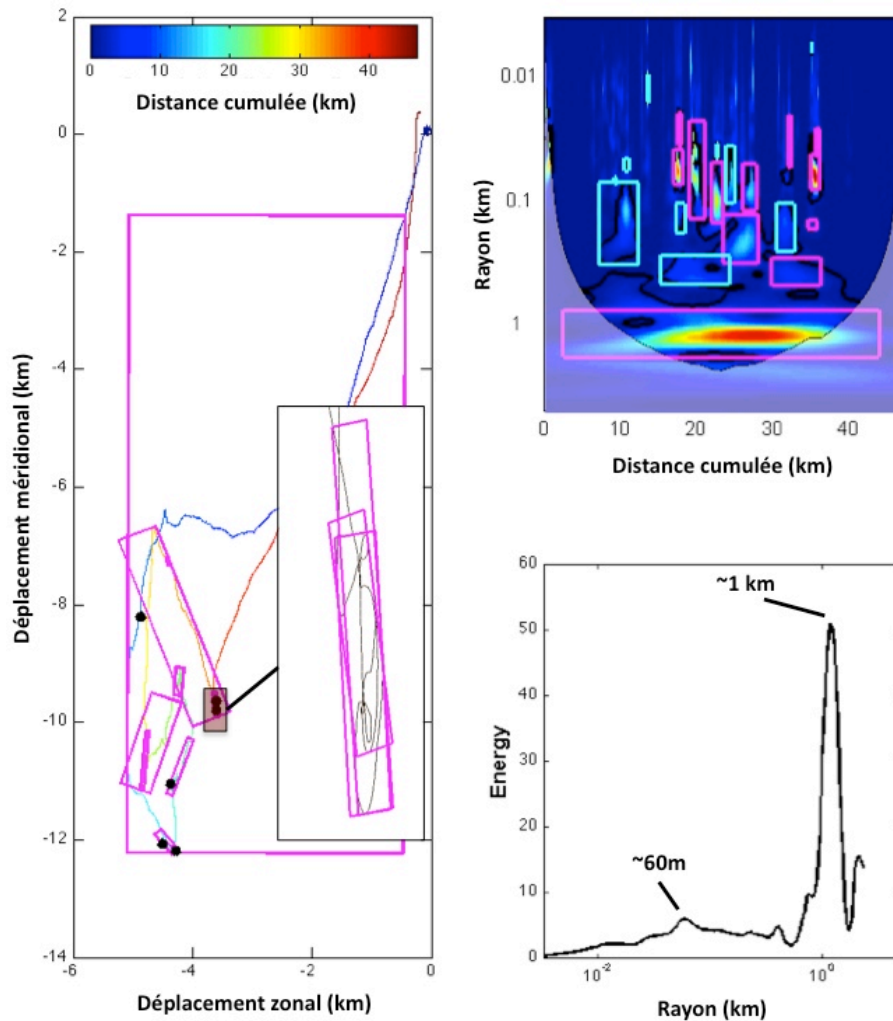 2
0
-2
-4
-6
-8
-10
-12
-14
Déplacement méridional (km)
0 10 20 30 40
Distance cumulée (km)
-6 -4 -2 0
Déplacement zonal (km)
0.01
0.1
1
Rayon (km)
0 10 20 30 40
Distance cumulée (km)
60
50
40
30
20
10
0
Energy
~1 km
~60m
10⁻² 10⁰
Rayon (km)